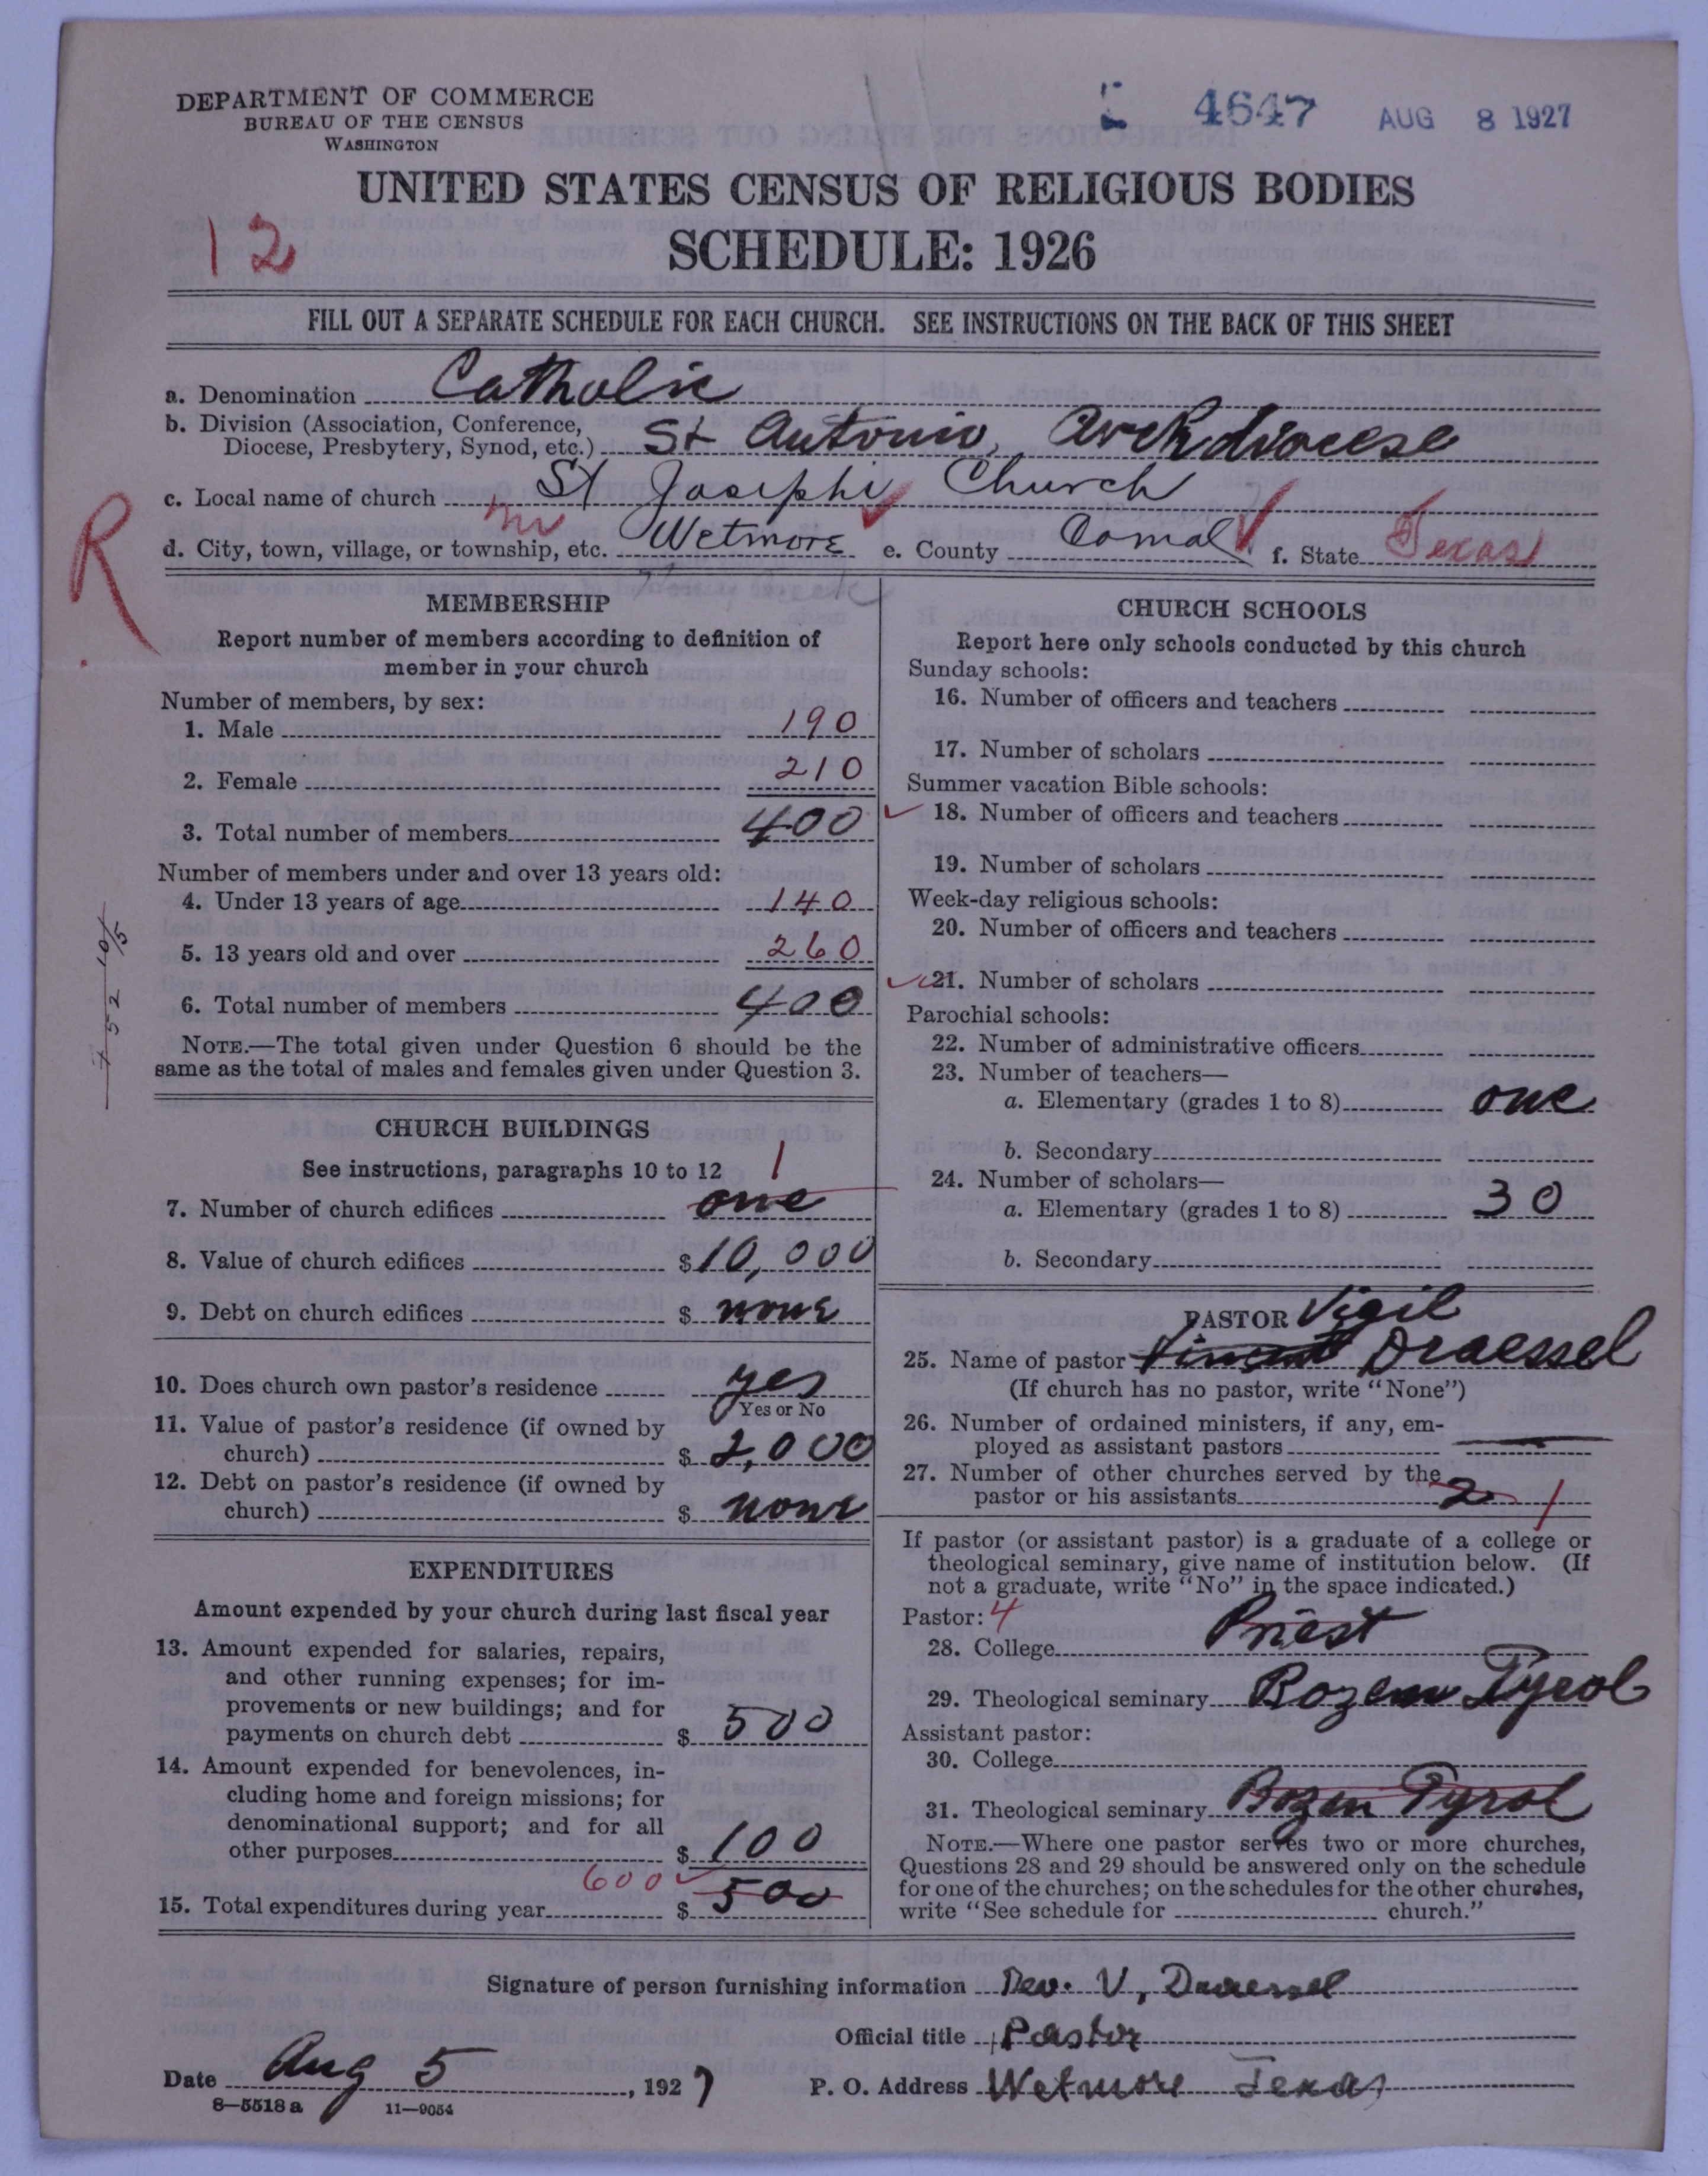 DEPARTMENT OF COMMERCE
BUREAU OF THE CENSUS
WASHINGTON
4647 AUG 8 1927
UNITED STATES CENSUS OF RELIGIOUS BODIES
12
SCHEDULE: 1926
FILL OUT A SEPARATE SCHEDULE FOR EACH CHURCH. SEE INSTRUCTIONS ON THE BACK OF THIS SHEET
a. Denomination Catholic
b. Division (Association, Conference,
Diocese, Presbytery, Synod, etc.) St Antonio, Archdiocese
c. Local name of church St Josephi Church
R
d. City, town, village, or township, etc. Wetmore e. County Comal f. State Texas
MEMBERSHIP
Report number of members according to definition of
member in your church
Number of members, by sex:
1. Male 190
2. Female 210
3. Total number of members 400
Number of members under and over 13 years old:
4. Under 13 years of age 140
5. 13 years old and over 260
6. Total number of members 400
NOTE.—The total given under Question 6 should be the
same as the total of males and females given under Question 3.
CHURCH BUILDINGS
See instructions, paragraphs 10 to 12 1
7. Number of church edifices one
8. Value of church edifices $10,000
9. Debt on church edifices $ none
10. Does church own pastor's residence yes
Yes or No
11. Value of pastor's residence (if owned by
church) $ 2,000
12. Debt on pastor's residence (if owned by
church) $ none
EXPENDITURES
Amount expended by your church during last fiscal year
13. Amount expended for salaries, repairs,
and other running expenses; for im-
provements or new buildings; and for
payments on church debt $ 500
14. Amount expended for benevolences, in-
cluding home and foreign missions; for
denominational support; and for all
other purposes $ 100
600
15. Total expenditures during year $ 500
CHURCH SCHOOLS
Report here only schools conducted by this church
Sunday schools:
16. Number of officers and teachers
17. Number of scholars
Summer vacation Bible schools:
18. Number of officers and teachers
19. Number of scholars
Week-day religious schools:
20. Number of officers and teachers
21. Number of scholars
Parochial schools:
22. Number of administrative officers
23. Number of teachers—
a. Elementary (grades 1 to 8) one
b. Secondary
24. Number of scholars—
a. Elementary (grades 1 to 8) 30
b. Secondary
PASTOR Vigil
25. Name of pastor Vincent Draessel
(If church has no pastor, write "None")
26. Number of ordained ministers, if any, em-
ployed as assistant pastors
27. Number of other churches served by the
pastor or his assistants 2 1
If pastor (or assistant pastor) is a graduate of a college or
theological seminary, give name of institution below. (If
not a graduate, write "No" in the space indicated.)
Pastor: 4
28. College Priest
29. Theological seminary Bozen Tyrol
Assistant pastor:
30. College
31. Theological seminary Bozen Tyrol
NOTE.—Where one pastor serves two or more churches,
Questions 28 and 29 should be answered only on the schedule
for one of the churches; on the schedules for the other churches,
write "See schedule for church."
Signature of person furnishing information Rev. V, Draessel
Official title Pastor
Date Aug 5, 1927 P. O. Address Wetmore Texas
8—5518 a 11—9054